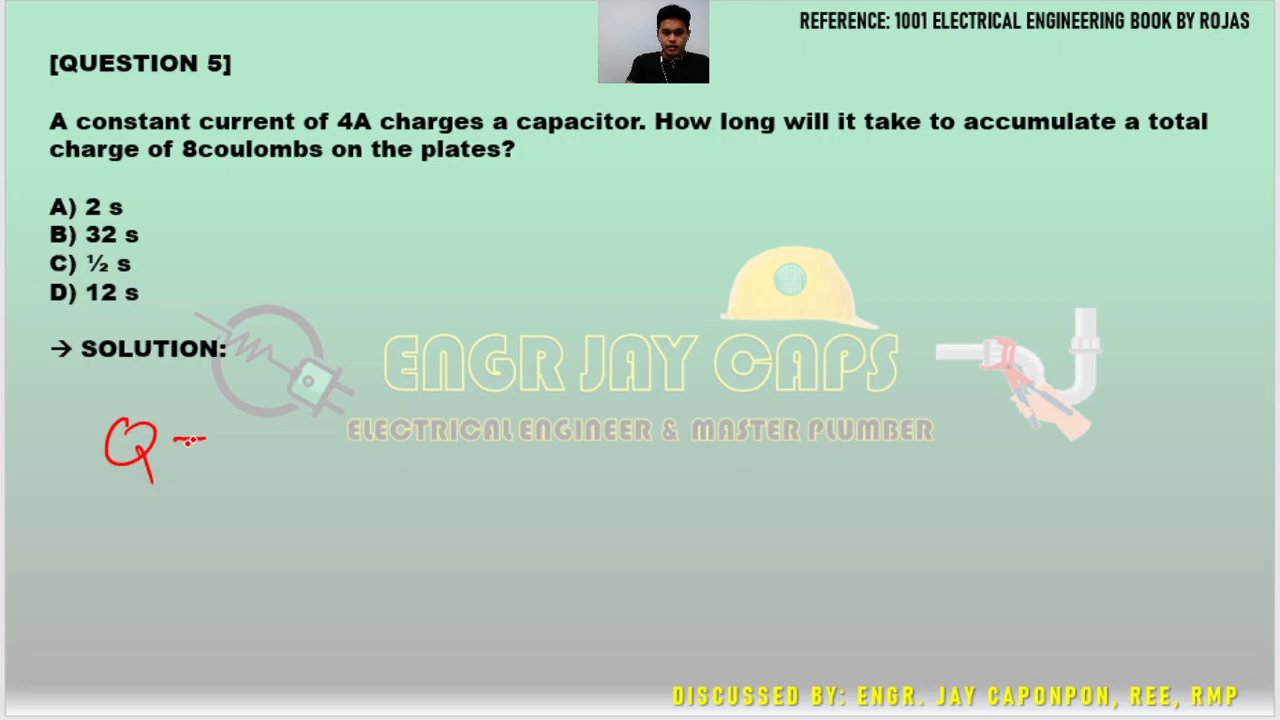 REFERENCE: 1001 ELECTRICAL ENGINEERING BOOK BY ROJAS
[QUESTION 5]
A constant current of 4A charges a capacitor. How long will it take to accumulate a total
charge of 8coulombs on the plates?
A) 2 s
B) 32 s
C) ½ s
D) 12 s
→ SOLUTION:
ENGR JAY CAPS
ELECTRICAL ENGINEER & MASTER PLUMBER
Q =
DISCUSSED BY: ENGR. JAY CAPONPON, REE, RMP